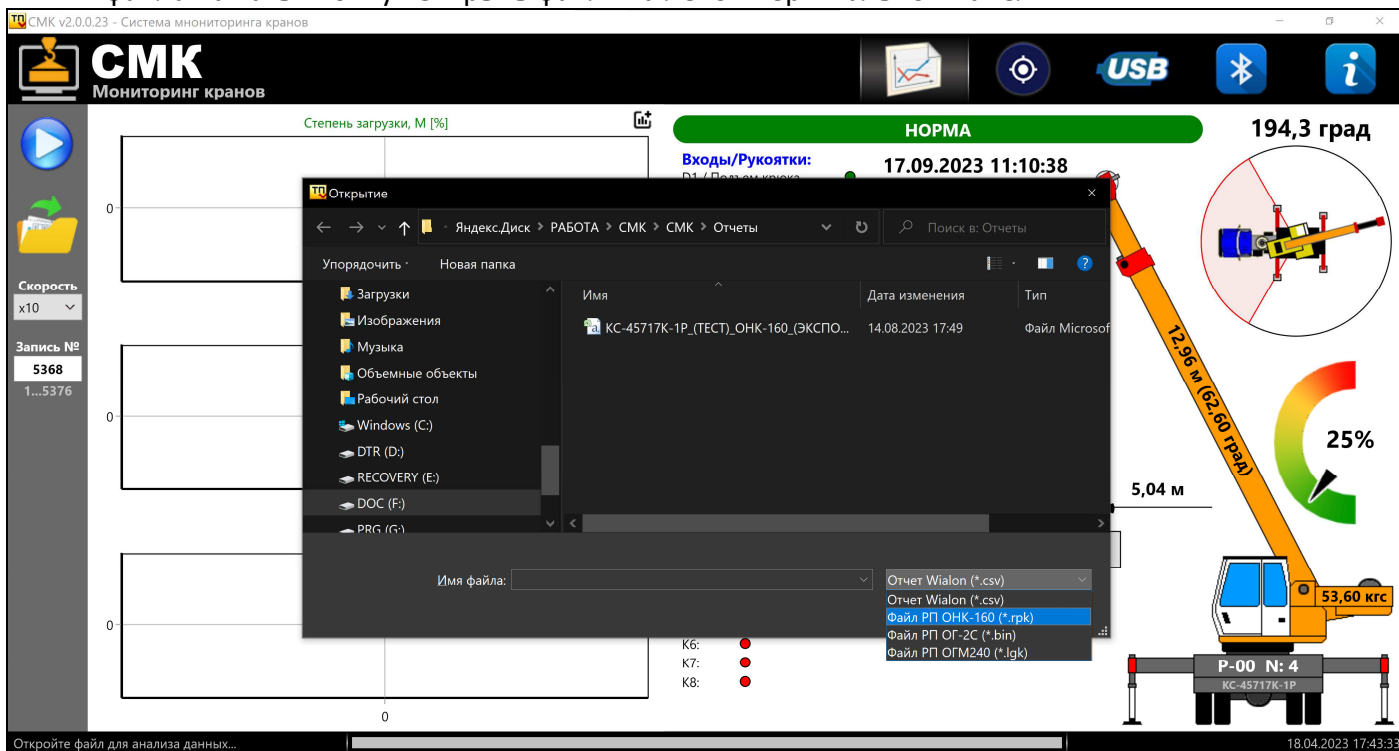 СМК v2.0.0.23 - Система мнониторинга кранов
СМК
Мониторинг кранов
USB
Степень загрузки, М [%]
НОРМА
194,3 град
Входы/Рукоятки:
17.09.2023 11:10:38
Открытие
Яндекс.Диск > РАБОТА > СМК > СМК > Отчеты
Поиск в: Отчеты
Упорядочить
Новая папка
Скорость
x10
Запись №
5368
1...5376
0
0
0
0
Загрузки
Изображения
Музыка
Объемные объекты
Рабочий стол
Windows (C:)
DTR (D:)
RECOVERY (E:)
DOC (F:)
PRG (G:)
Имя
Дата изменения
Тип
КС-45717К-1Р_(ТЕСТ)_ОНК-160_(ЭКСПО...
14.08.2023 17:49
Файл Microsof
Имя файла:
Отчет Wialon (*.csv)
Отчет Wialon (*.csv)
Файл РП ОНК-160 (*.rpk)
Файл РП ОГ-2С (*.bin)
Файл РП ОГМ240 (*.lgk)
K6:
K7:
K8:
12,96 м (62,60 град)
25%
5,04 м
53,60 кгс
Р-00 N: 4
КС-45717К-1Р
Откройте файл для анализа данных...
18.04.2023 17:43:33